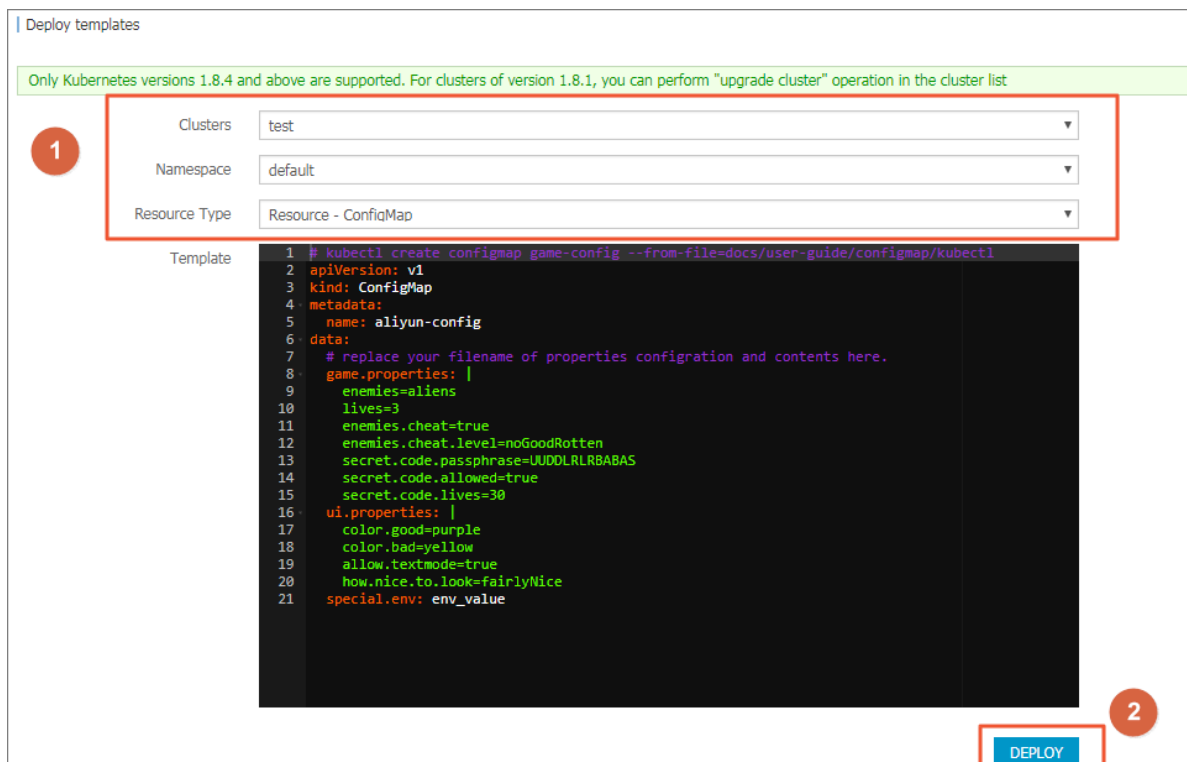 Deploy templates
Only Kubernetes versions 1.8.4 and above are supported. For clusters of version 1.8.1, you can perform "upgrade cluster" operation in the cluster list
1
Clusters test
Namespace default
Resource Type Resource - ConfigMap
Template
1 # kubectl create configmap game-config --from-file=docs/user-guide/configmap/kubectl
2 apiVersion: v1
3 kind: ConfigMap
4 metadata:
5   name: aliyun-config
6 data:
7   # replace your filename of properties configration and contents here.
8   game.properties: |
9     enemies=aliens
10     lives=3
11     enemies.cheat=true
12     enemies.cheat.level=noGoodRotten
13     secret.code.passphrase=UUDDLRLRBABAS
14     secret.code.allowed=true
15     secret.code.lives=30
16   ui.properties: |
17     color.good=purple
18     color.bad=yellow
19     allow.textmode=true
20     how.nice.to.look=fairlyNice
21   special.env: env_value
2
DEPLOY